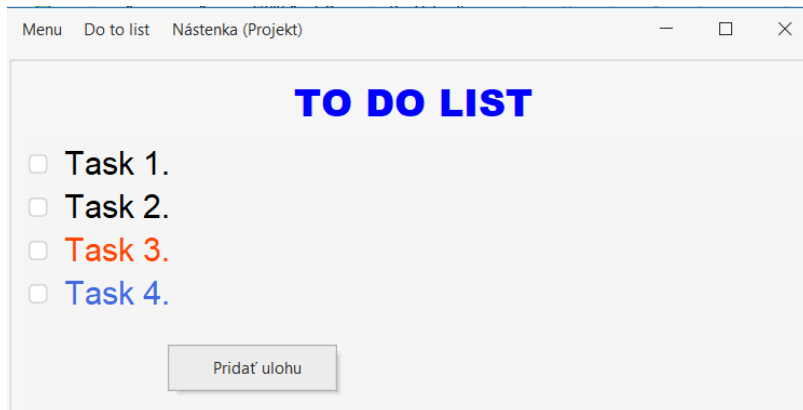 Menu Do to list Nástenka (Projekt)
TO DO LIST
Task 1.
Task 2.
Task 3.
Task 4.
Pridať ulohu